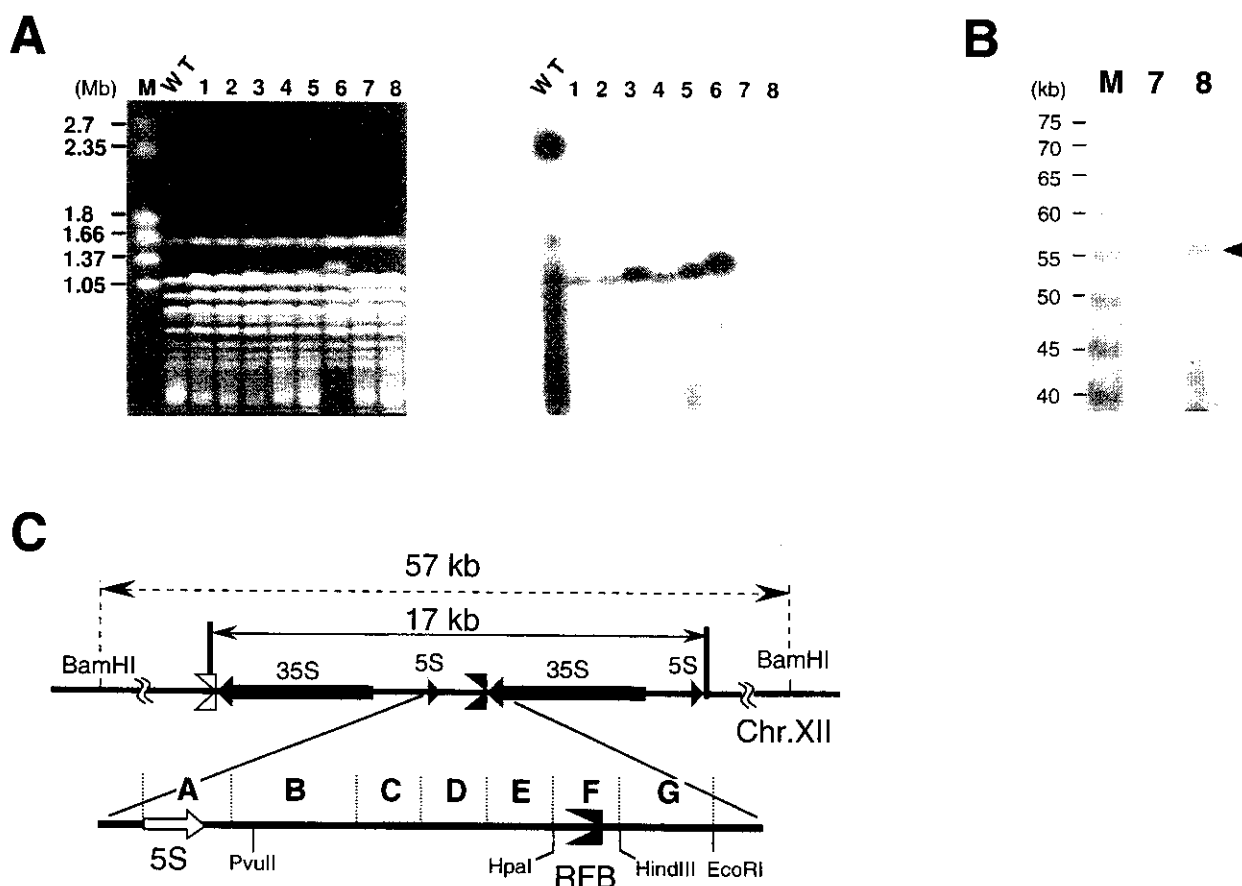 A
B
(Mb) M WT 1 2 3 4 5 6 7 8
WT 1 2 3 4 5 6 7 8
2.7
2.35
1.8
1.66
1.37
1.05
(kb) M 7 8
75
70
65
60
55
50
45
40
C
57 kb
17 kb
BamHI 35S 5S 35S 5S BamHI
Chr.XII
A B C D E F G
5S PvuII HpaI RFB HindIII EcoRI